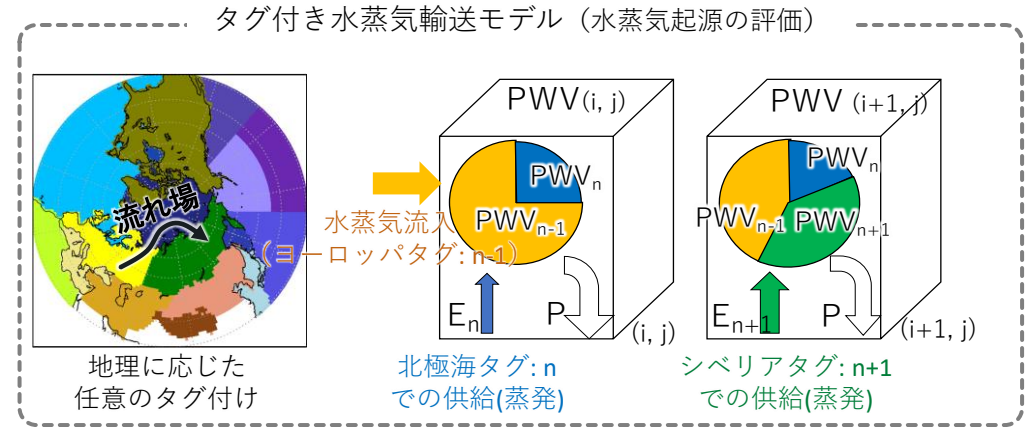 タグ付き水蒸気輸送モデル（水蒸気起源の評価）
流れ場
地理に応じた
任意のタグ付け
水蒸気流入
（ヨーロッパタグ: n-1）
PWV(i, j)
PWVn
PWVn-1
En
P
(i, j)
北極海タグ: n
での供給(蒸発)
PWV (i+1, j)
PWVn
PWVn-1
PWVn+1
En+1
P
(i+1, j)
シベリアタグ: n+1
での供給(蒸発)